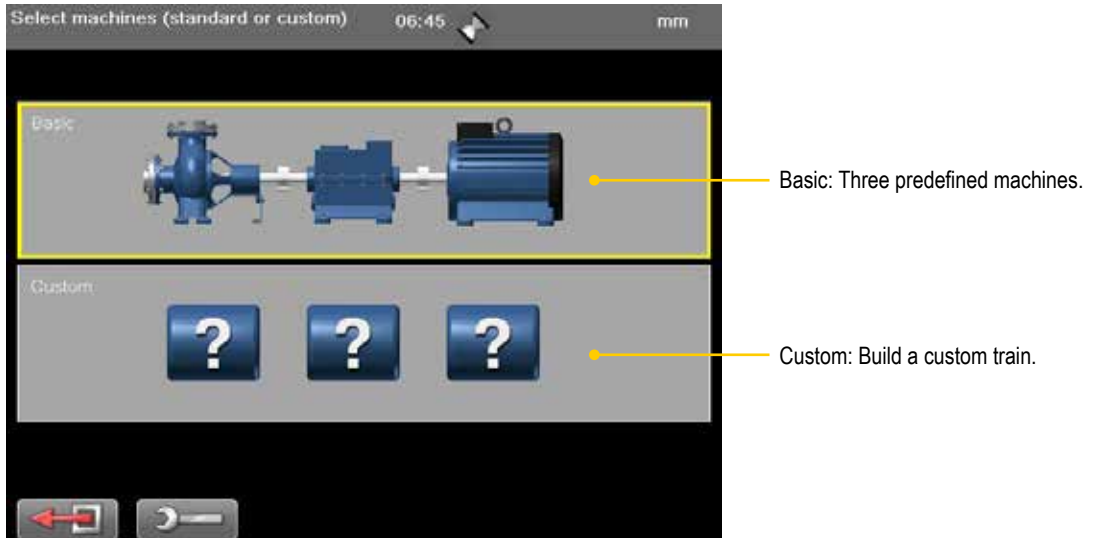 Select machines (standard or custom) 06:45 mm
Basic
Basic: Three predefined machines.
Custom
? ? ?
Custom: Build a custom train.